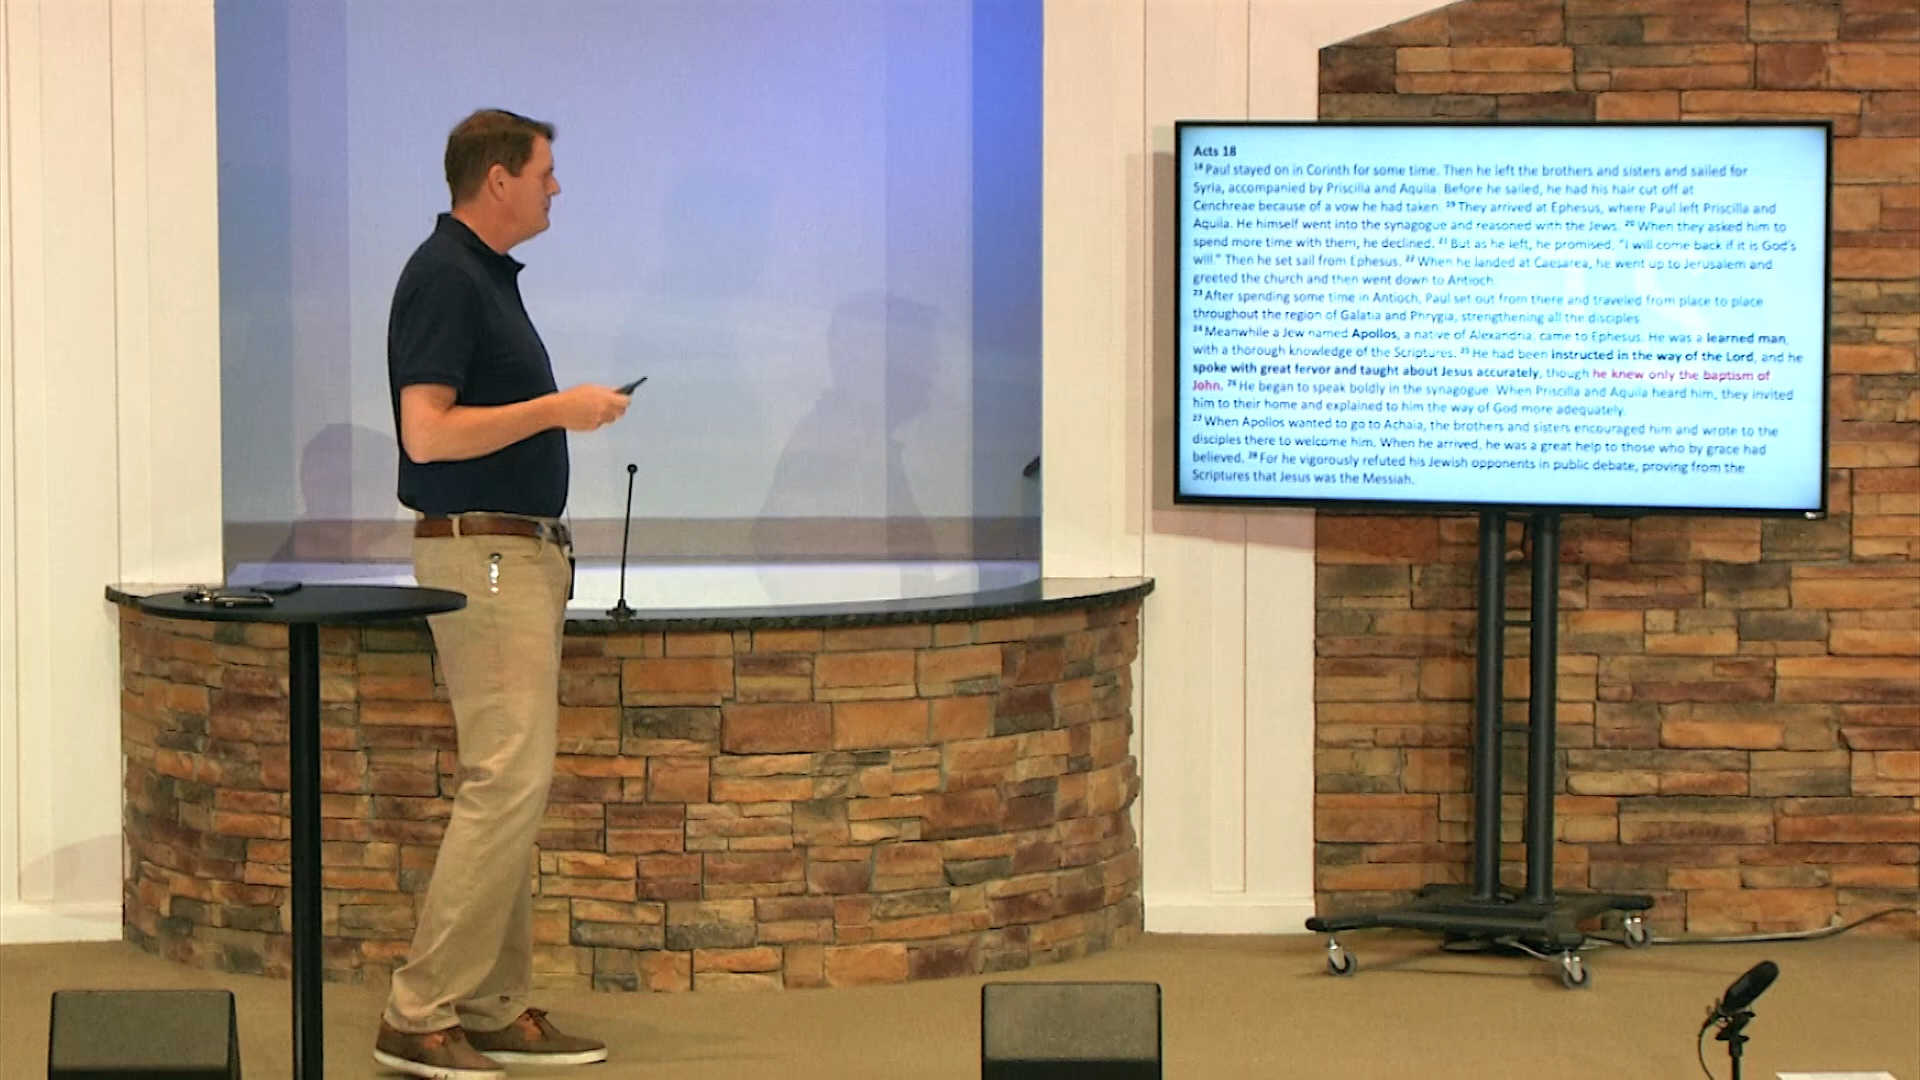 Acts 18
18 Paul stayed on in Corinth for some time. Then he left the brothers and sisters and sailed for
Syria, accompanied by Priscilla and Aquila. Before he sailed, he had his hair cut off at
Cenchreae because of a vow he had taken. 19 They arrived at Ephesus, where Paul left Priscilla and
Aquila. He himself went into the synagogue and reasoned with the Jews. 20 When they asked him to
spend more time with them, he declined. 21 But as he left, he promised, "I will come back if it is God's
will." Then he set sail from Ephesus. 22 When he landed at Caesarea, he went up to Jerusalem and
greeted the church and then went down to Antioch.
23 After spending some time in Antioch, Paul set out from there and traveled from place to place
throughout the region of Galatia and Phrygia, strengthening all the disciples.
24 Meanwhile a Jew named Apollos, a native of Alexandria, came to Ephesus. He was a learned man,
with a thorough knowledge of the Scriptures. 25 He had been instructed in the way of the Lord, and he
spoke with great fervor and taught about Jesus accurately, though he knew only the baptism of
John. 26 He began to speak boldly in the synagogue. When Priscilla and Aquila heard him, they invited
him to their home and explained to him the way of God more adequately.
27 When Apollos wanted to go to Achaia, the brothers and sisters encouraged him and wrote to the
disciples there to welcome him. When he arrived, he was a great help to those who by grace had
believed. 28 For he vigorously refuted his Jewish opponents in public debate, proving from the
Scriptures that Jesus was the Messiah.